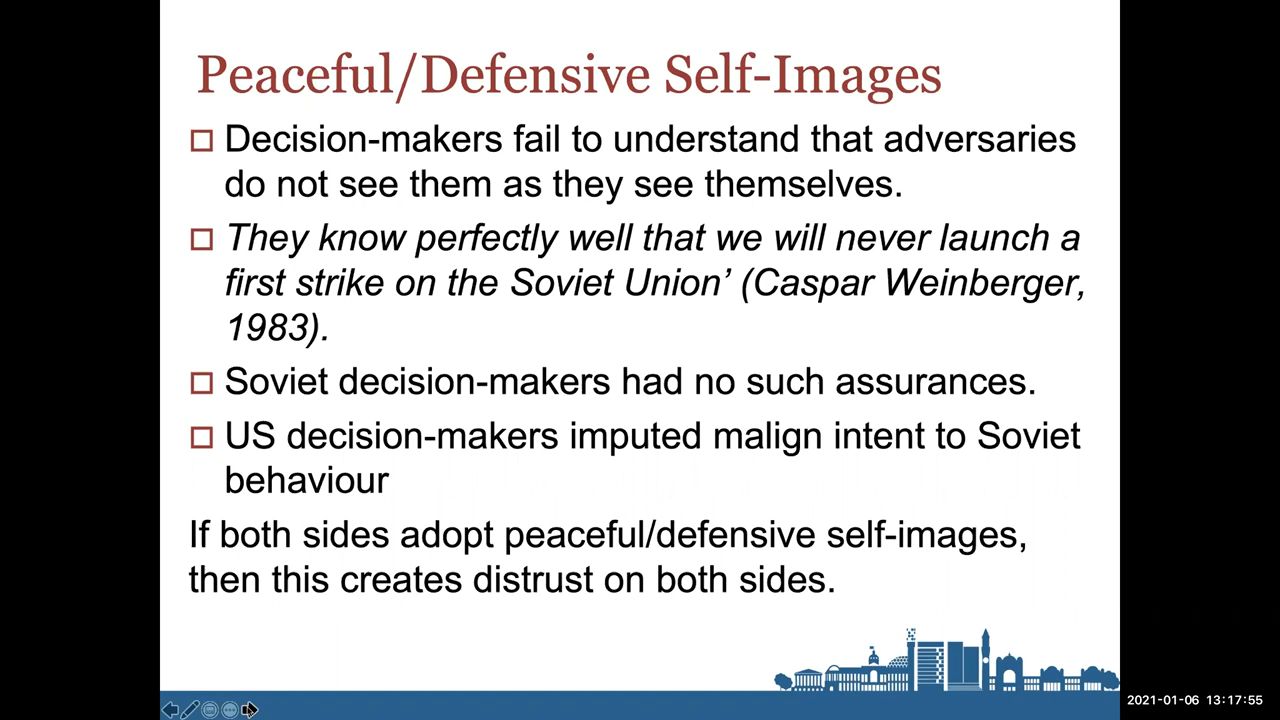 Peaceful/Defensive Self-Images
Decision-makers fail to understand that adversaries
do not see them as they see themselves.
They know perfectly well that we will never launch a
first strike on the Soviet Union’ (Caspar Weinberger,
1983).
Soviet decision-makers had no such assurances.
US decision-makers imputed malign intent to Soviet
behaviour
If both sides adopt peaceful/defensive self-images,
then this creates distrust on both sides.
2021-01-06 13:17:55